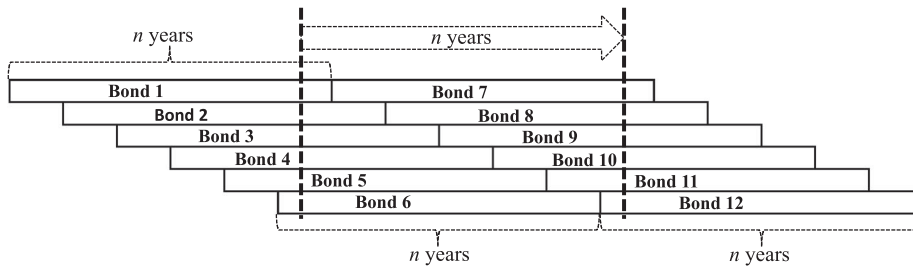 n years
n years
Bond 1 Bond 7
Bond 2 Bond 8
Bond 3 Bond 9
Bond 4 Bond 10
Bond 5 Bond 11
Bond 6 Bond 12
n years n years